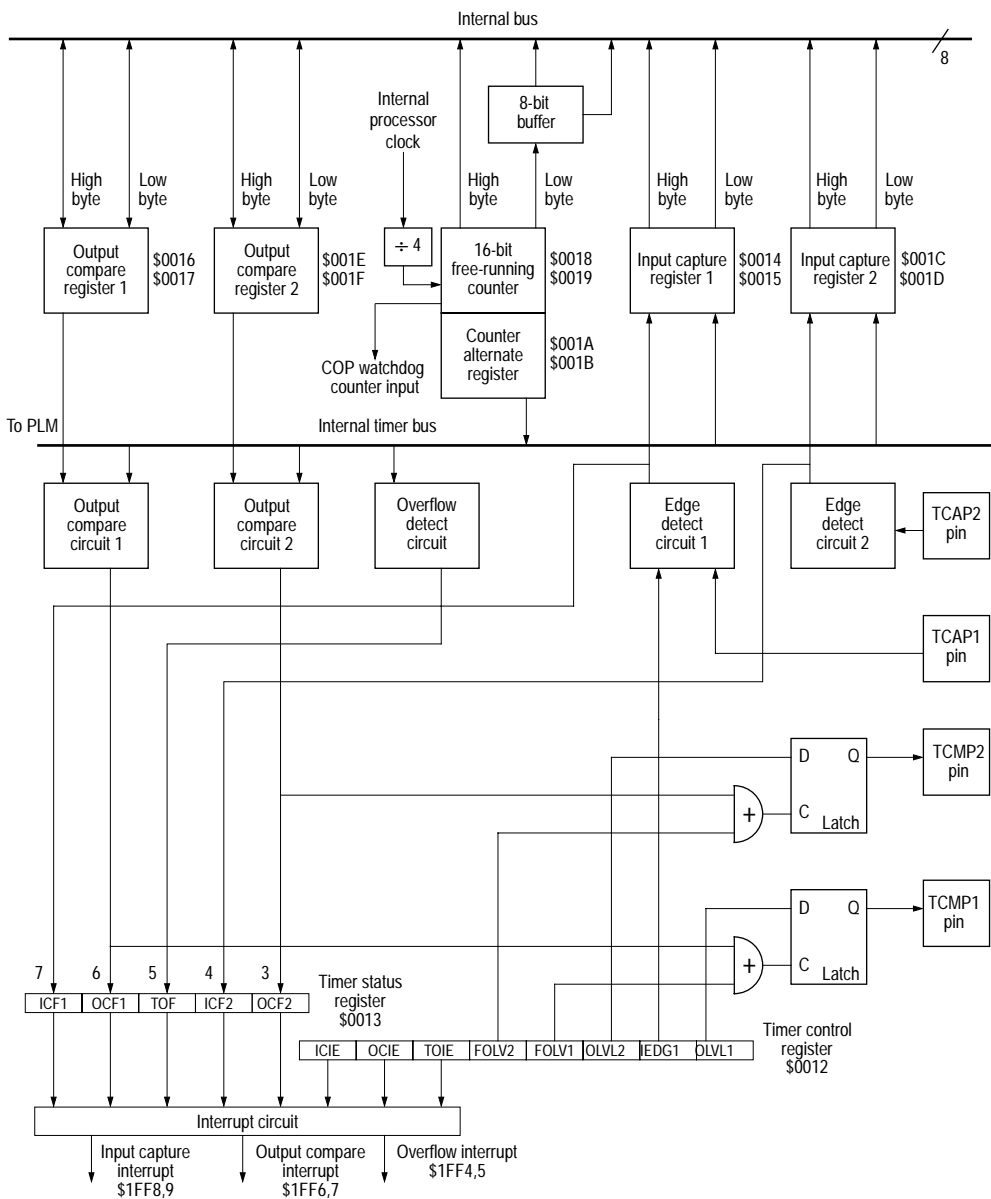 Internal bus
8
Internal
processor
clock
8-bit
buffer
High
byte
Low
byte
High
byte
Low
byte
High
byte
Low
byte
High
byte
Low
byte
High
byte
Low
byte
Output
compare
register 1
$0016
$0017
Output
compare
register 2
$001E
$001F
÷ 4
16-bit
free-running
counter
$0018
$0019
Input capture
register 1
$0014
$0015
Input capture
register 2
$001C
$001D
COP watchdog
counter input
Counter
alternate
register
$001A
$001B
To PLM
Internal timer bus
Output
compare
circuit 1
Output
compare
circuit 2
Overflow
detect
circuit
Edge
detect
circuit 1
Edge
detect
circuit 2
TCAP2
pin
TCAP1
pin
D Q
C
Latch
+
TCMP2
pin
D Q
C
Latch
+
TCMP1
pin
7 6 5 4 3
ICF1 OCF1 TOF ICF2 OCF2
Timer status
register
$0013
ICIE OCIE TOIE FOLV2 FOLV1 OLVL2 IEDG1 OLVL1
Timer control
register
$0012
Interrupt circuit
Input capture
interrupt
$1FF8,9
Output compare
interrupt
$1FF6,7
Overflow interrupt
$1FF4,5